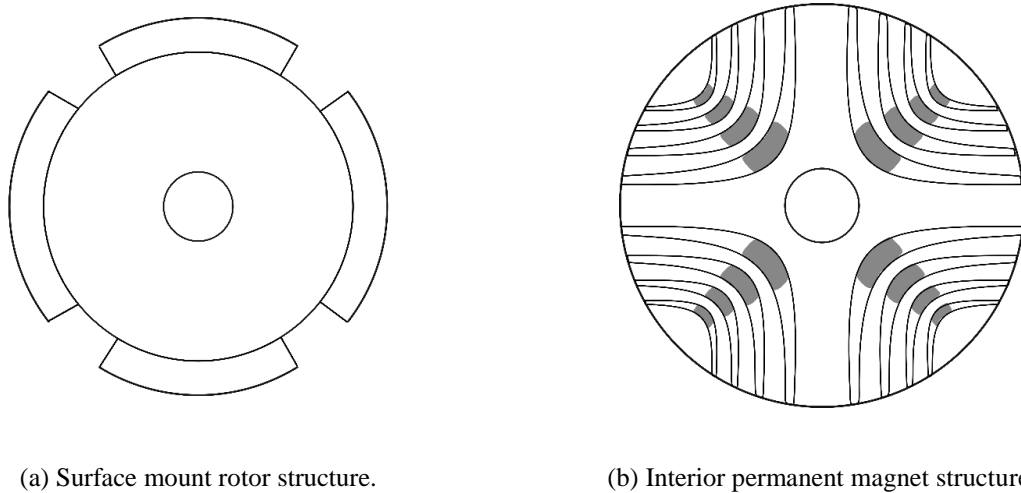 (a) Surface mount rotor structure.
(b) Interior permanent magnet structure